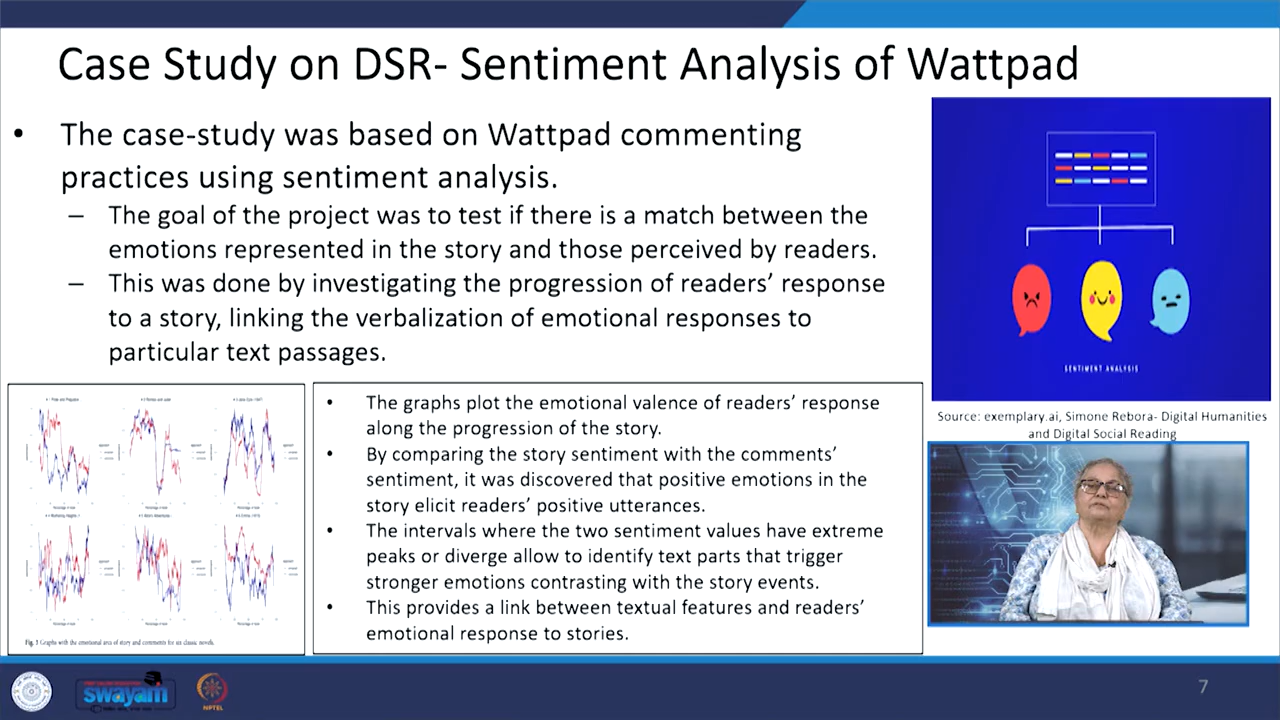 Case Study on DSR- Sentiment Analysis of Wattpad
• The case-study was based on Wattpad commenting
practices using sentiment analysis.
– The goal of the project was to test if there is a match between the
emotions represented in the story and those perceived by readers.
– This was done by investigating the progression of readers’ response
to a story, linking the verbalization of emotional responses to
particular text passages.
SENTIMENT ANALYSIS
Source: exemplary.ai, Simone Rebora- Digital Humanities
and Digital Social Reading
Fig. 3 Graphs with the emotional arcs of story and comments for six classic novels.
• The graphs plot the emotional valence of readers’ response
along the progression of the story.
• By comparing the story sentiment with the comments’
sentiment, it was discovered that positive emotions in the
story elicit readers’ positive utterances.
• The intervals where the two sentiment values have extreme
peaks or diverge allow to identify text parts that trigger
stronger emotions contrasting with the story events.
• This provides a link between textual features and readers’
emotional response to stories.
swayam
NPTEL
7